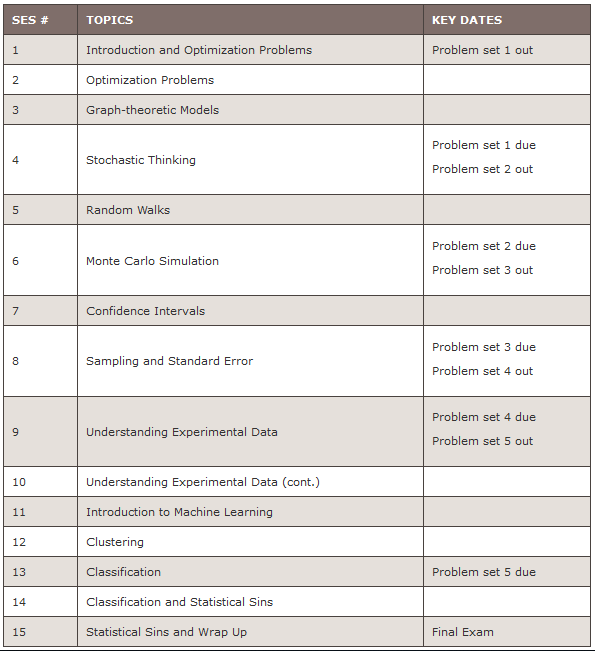 SES # TOPICS KEY DATES
1 Introduction and Optimization Problems Problem set 1 out
2 Optimization Problems
3 Graph-theoretic Models
4 Stochastic Thinking Problem set 1 due
Problem set 2 out
5 Random Walks
6 Monte Carlo Simulation Problem set 2 due
Problem set 3 out
7 Confidence Intervals
8 Sampling and Standard Error Problem set 3 due
Problem set 4 out
9 Understanding Experimental Data Problem set 4 due
Problem set 5 out
10 Understanding Experimental Data (cont.)
11 Introduction to Machine Learning
12 Clustering
13 Classification Problem set 5 due
14 Classification and Statistical Sins
15 Statistical Sins and Wrap Up Final Exam